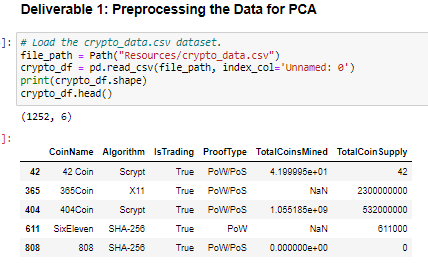 Deliverable 1: Preprocessing the Data for PCA
]: # Load the crypto_data.csv dataset.
file_path = Path("Resources/crypto_data.csv")
crypto_df = pd.read_csv(file_path, index_col='Unnamed: 0')
print(crypto_df.shape)
crypto_df.head()
(1252, 6)
]:
CoinName Algorithm IsTrading ProofType TotalCoinsMined TotalCoinSupply
42 42 Coin Scrypt True PoW/PoS 4.199995e+01 42
365 365Coin X11 True PoW/PoS NaN 2300000000
404 404Coin Scrypt True PoW/PoS 1.055185e+09 532000000
611 SixEleven SHA-256 True PoW NaN 611000
808 808 SHA-256 True PoW/PoS 0.000000e+00 0